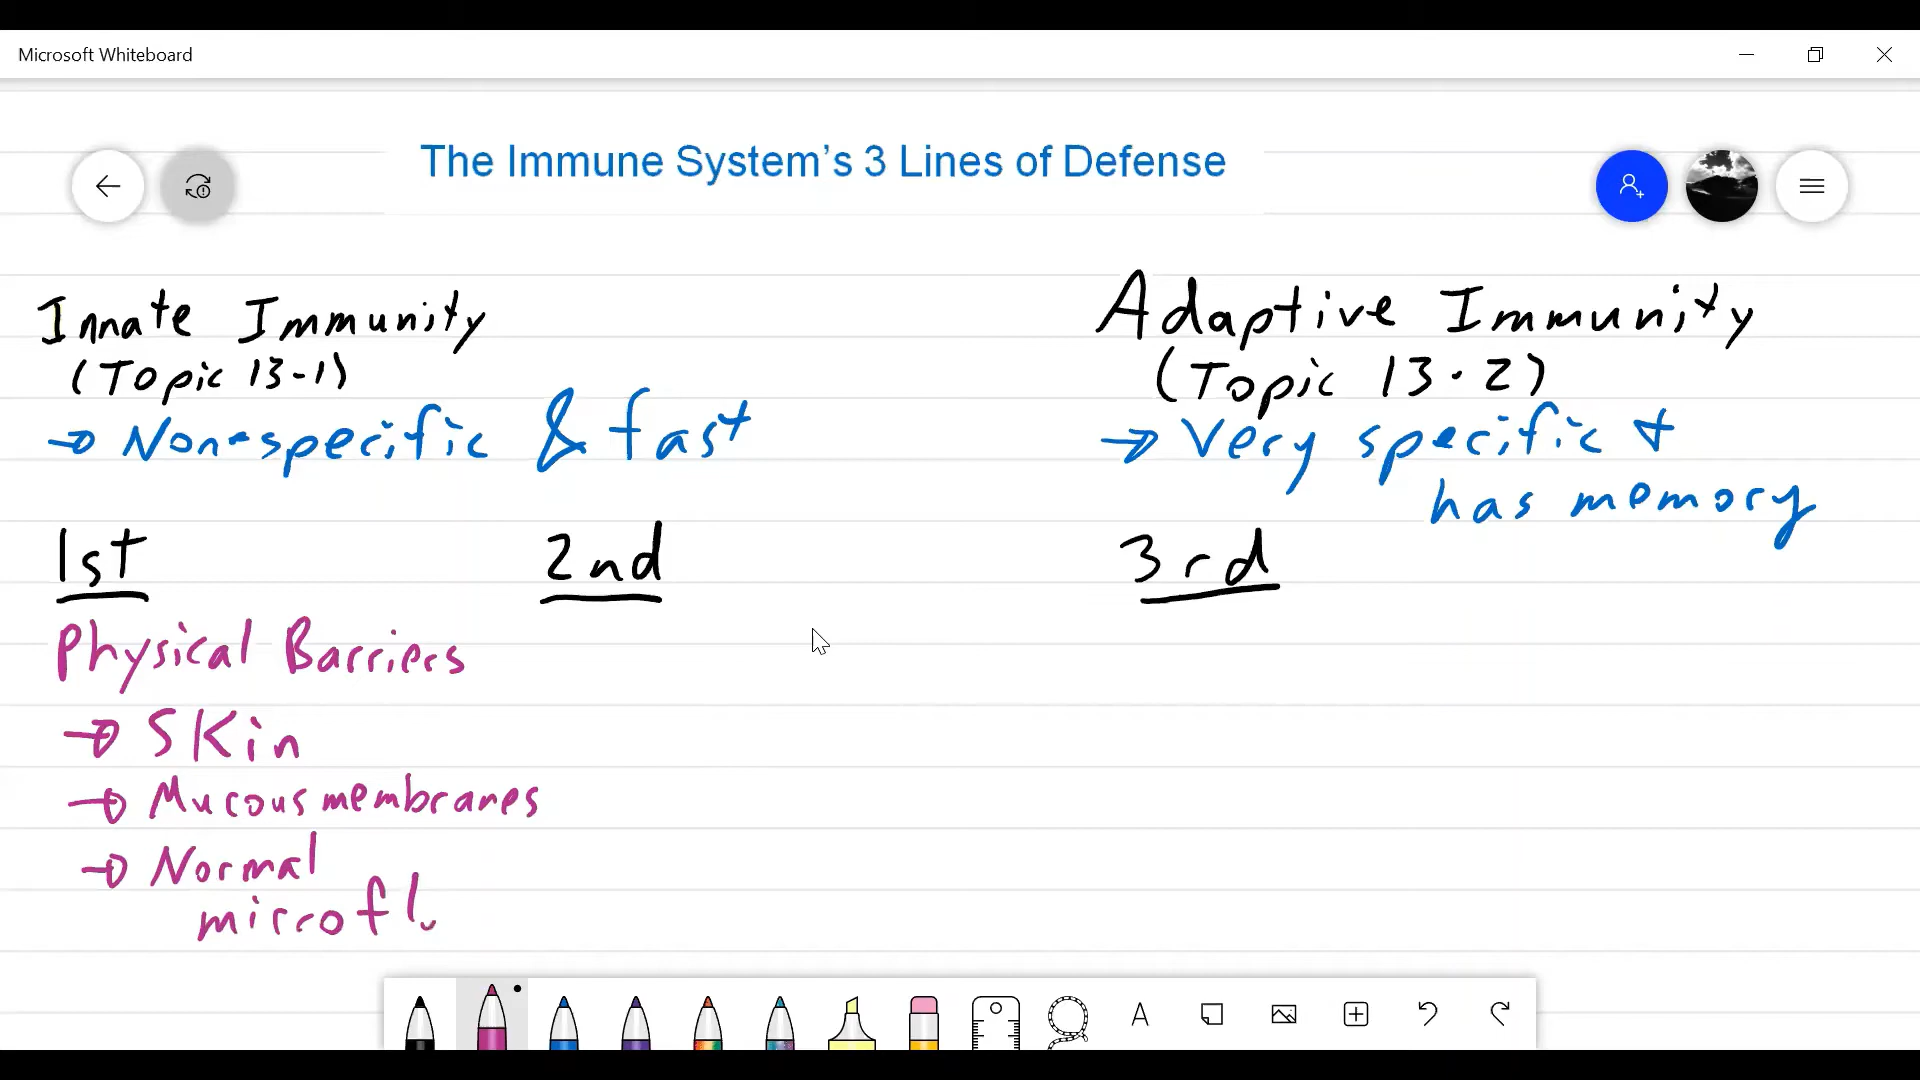 Microsoft Whiteboard
The Immune System's 3 Lines of Defense
Innate Immunity
(Topic 13-1)
→ Non-specific & fast
Adaptive Immunity
(Topic 13.2)
→ Very specific +
has memory
1st
2nd
3rd
Physical Barriers
→ Skin
→ Mucous membranes
→ Normal
microfl